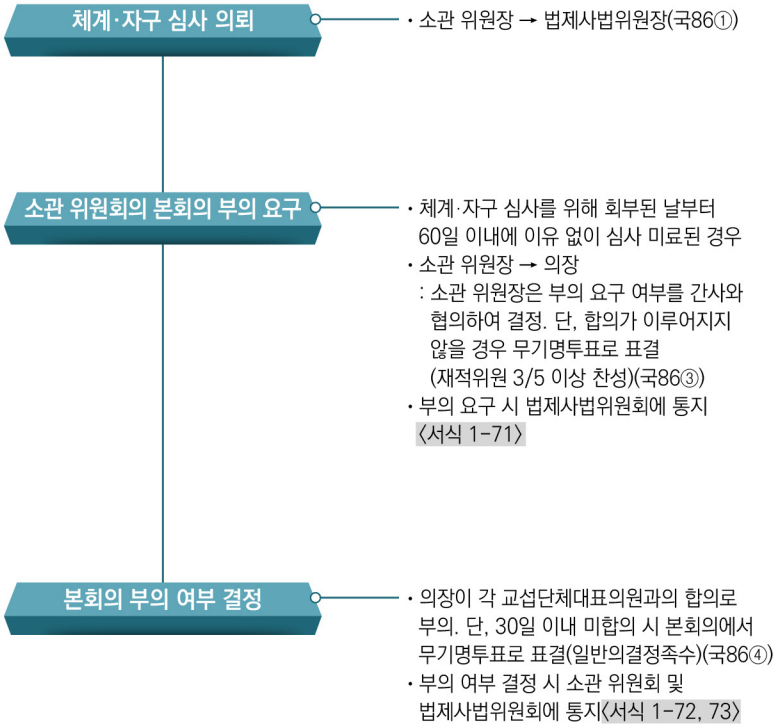 체계·자구 심사 의뢰
· 소관 위원장 → 법제사법위원장(국86①)
소관 위원회의 본회의 부의 요구
· 체계·자구 심사를 위해 회부된 날부터
60일 이내에 이유 없이 심사 미료된 경우
· 소관 위원장 → 의장
: 소관 위원장은 부의 요구 여부를 간사와
협의하여 결정. 단, 합의가 이루어지지
않을 경우 무기명투표로 표결
(재적위원 3/5 이상 찬성)(국86③)
· 부의 요구 시 법제사법위원회에 통지
〈서식 1-71〉
본회의 부의 여부 결정
· 의장이 각 교섭단체대표의원과의 합의로
부의. 단, 30일 이내 미합의 시 본회의에서
무기명투표로 표결(일반의결정족수)(국86④)
· 부의 여부 결정 시 소관 위원회 및
법제사법위원회에 통지〈서식 1-72, 73〉